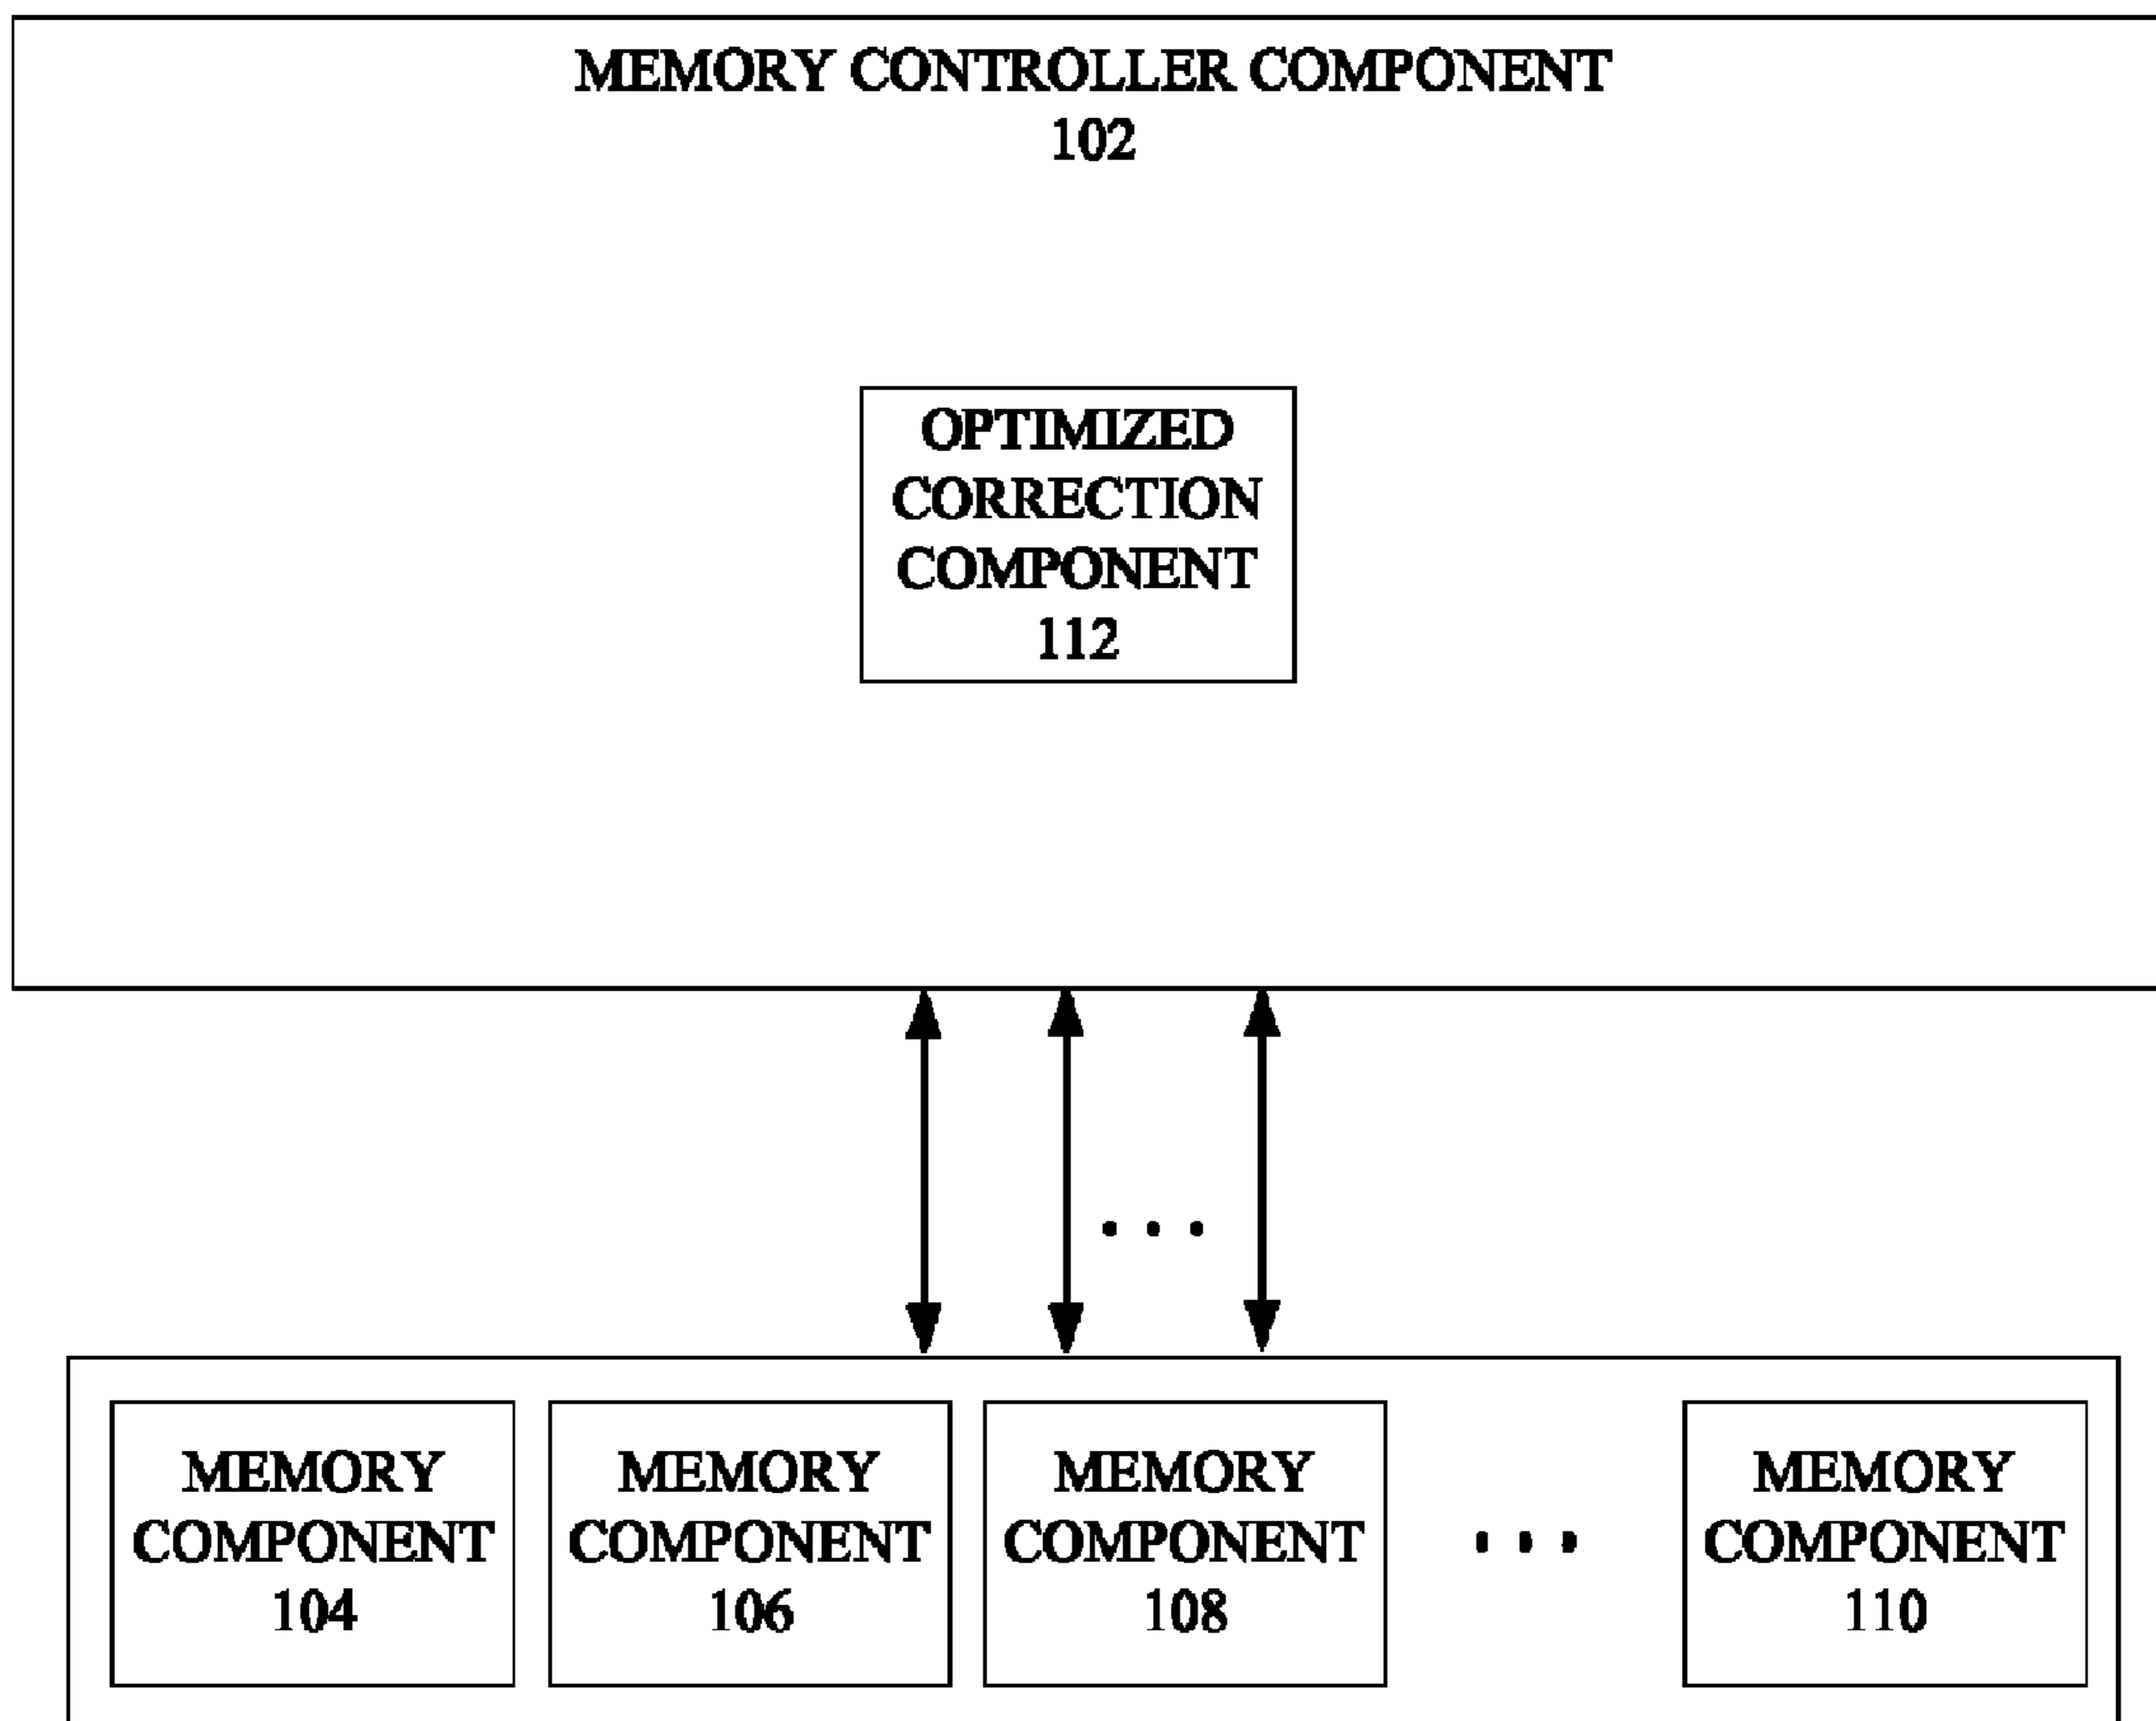 MEMORY CONTROLLER COMPONENT
102
OPTIMIZED
CORRECTION
COMPONENT
112
. . .
MEMORY
COMPONENT
104
MEMORY
COMPONENT
106
MEMORY
COMPONENT
108
. . .
MEMORY
COMPONENT
110